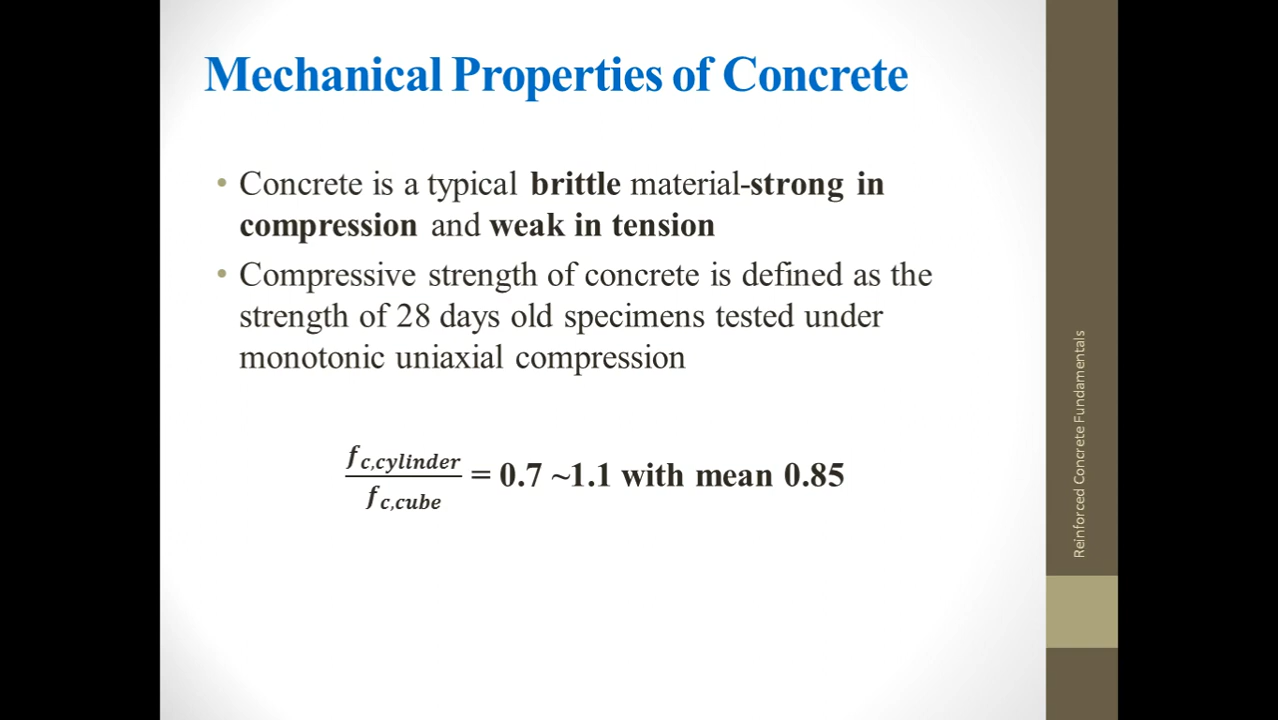 Mechanical Properties of Concrete
• Concrete is a typical brittle material-strong in
compression and weak in tension
• Compressive strength of concrete is defined as the
strength of 28 days old specimens tested under
monotonic uniaxial compression
f_{c,cylinder} / f_{c,cube} = 0.7 ~1.1 with mean 0.85
Reinforced Concrete Fundamentals